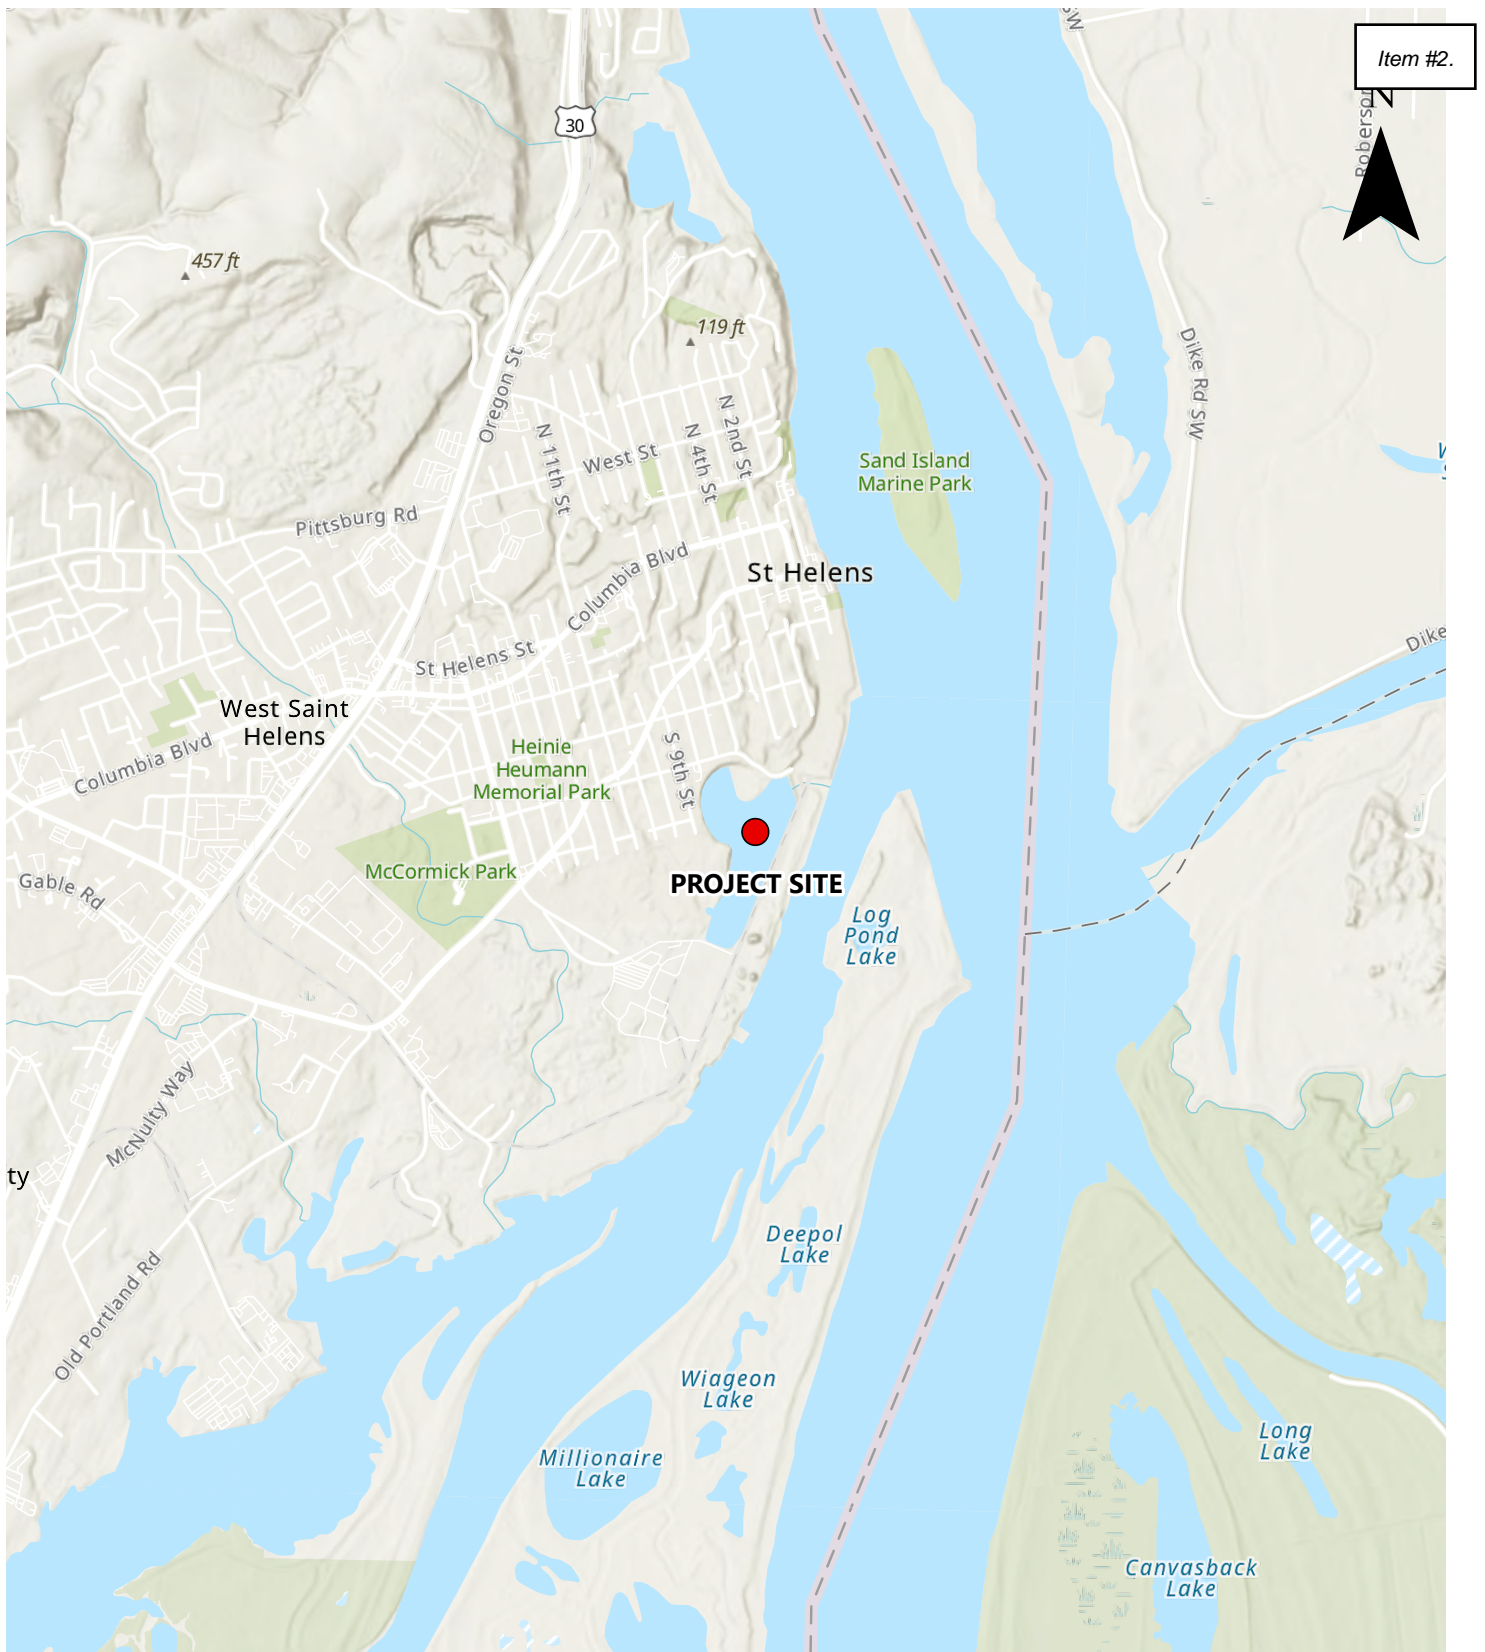 SW
Item #2.
N
Roberson
30
457 ft
119 ft
Dike Rd SW
Oregon St
N 2nd St
N 11th St
N 4th St
West St
Sand Island
Marine Park
Pittsburg Rd
Columbia Blvd
St Helens
Dike
St Helens St
West Saint
Helens
Columbia Blvd
S 9th St
Heinie
Heumann
Memorial Park
McCormick Park
Gable Rd
PROJECT SITE
Log
Pond
Lake
McNulty Way
ty
Deepol
Lake
Old Portland Rd
Wiageon
Lake
Millionaire
Lake
Long
Lake
Canvasback
Lake